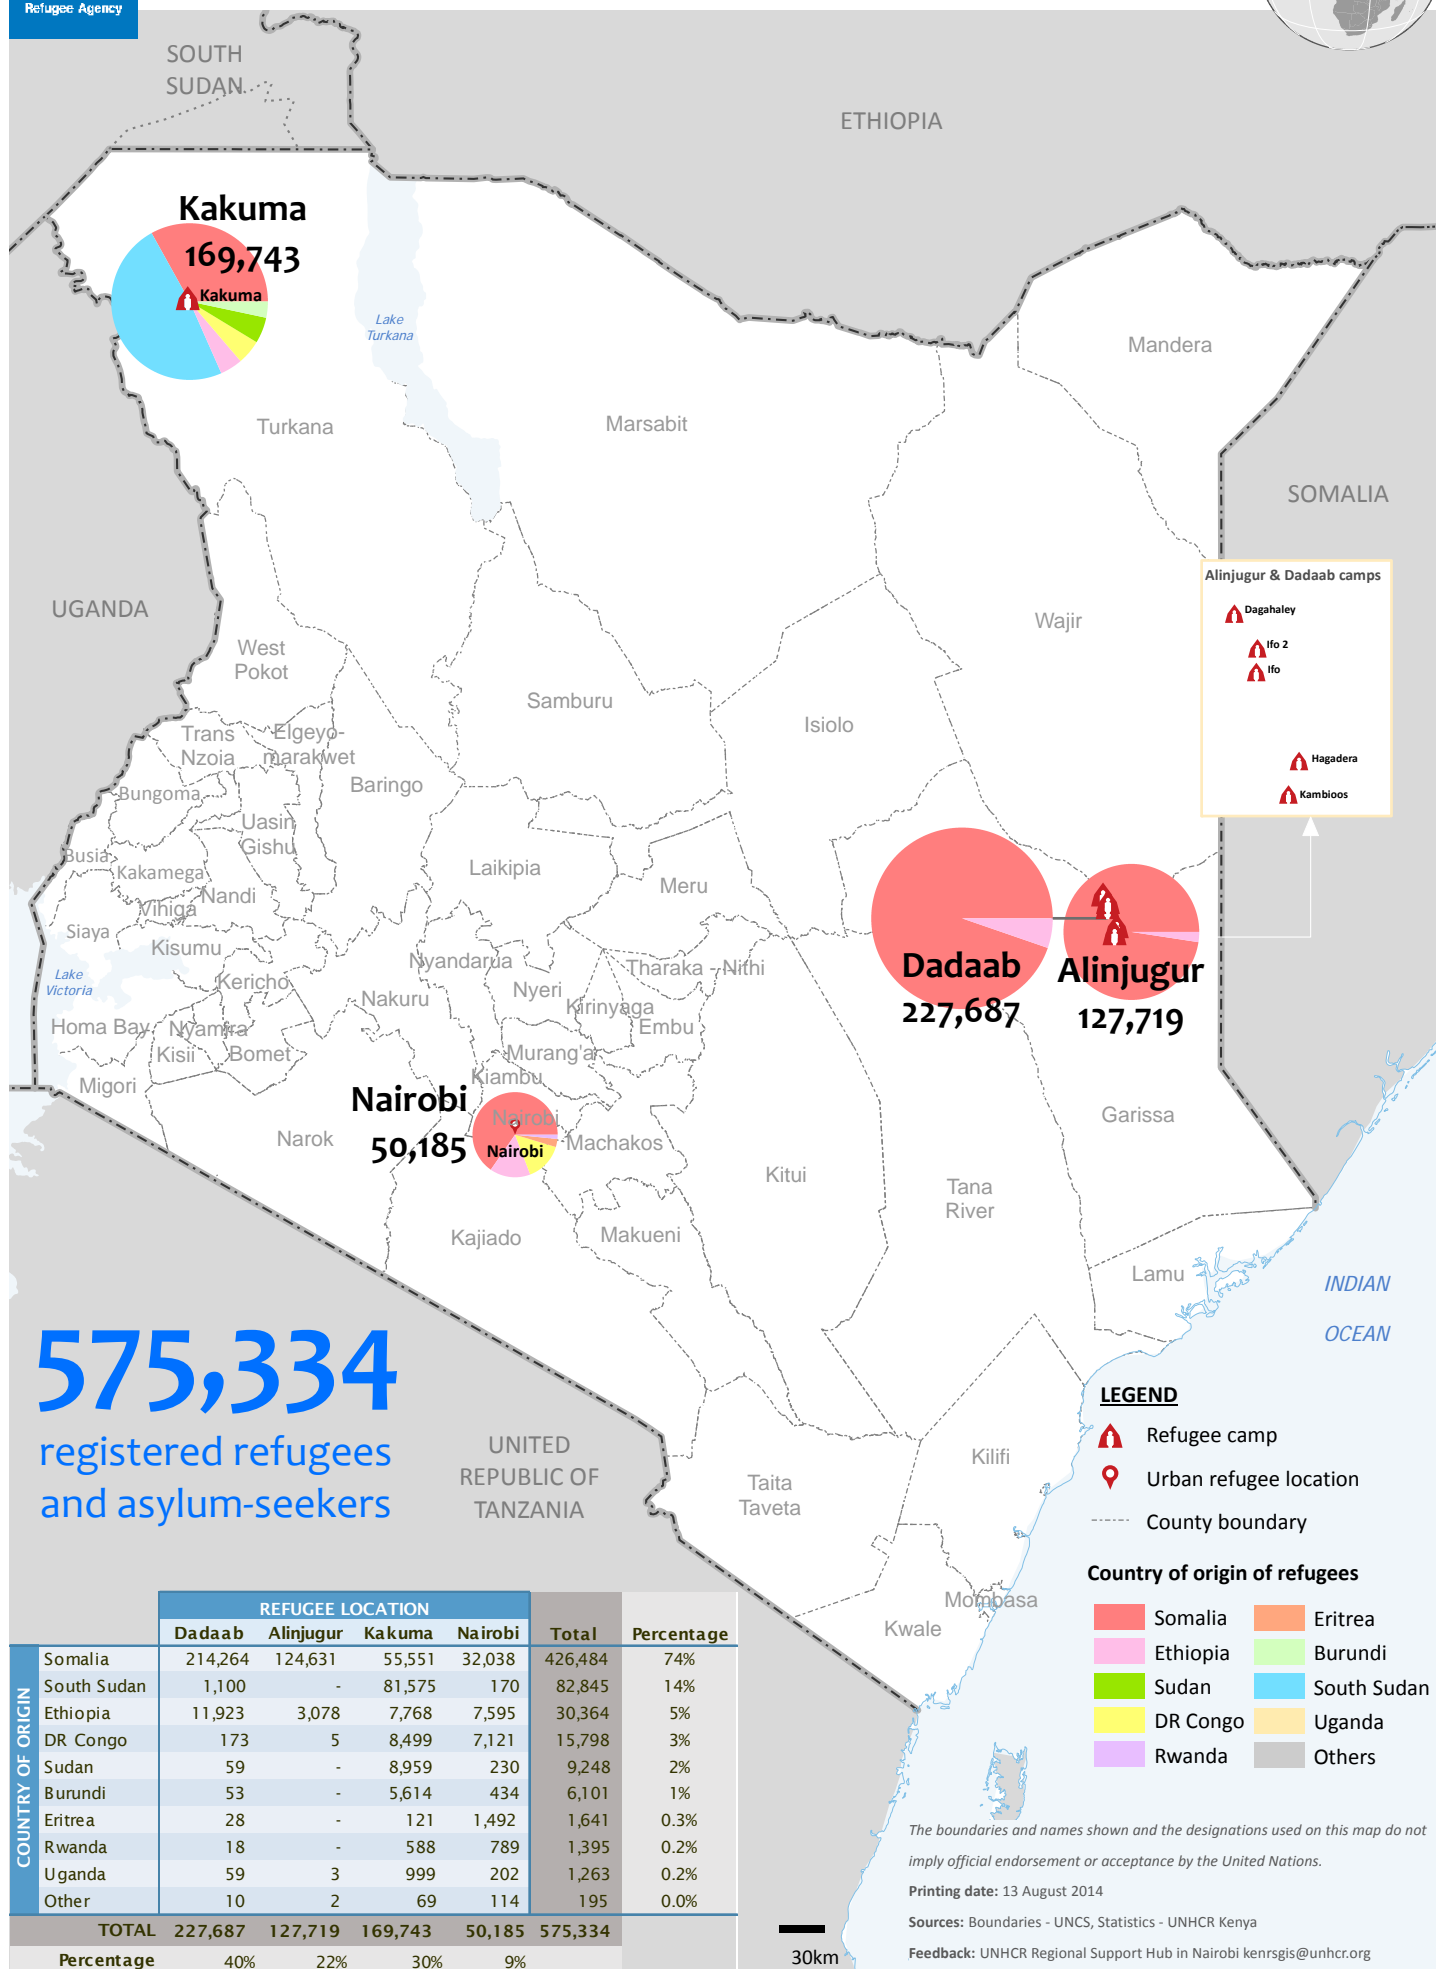 Refugee Agency
SOUTH
SUDAN
ETHIOPIA
Kakuma
169,743
Kakuma
Lake
Turkana
Mandera
Turkana
Marsabit
SOMALIA
Alinjugur & Dadaab camps
Dagahaley
Ifo 2
Ifo
Hagadera
Kambioos
UGANDA
Wajir
West
Pokot
Samburu
Isiolo
Trans
Nzoia
Elgeyo-
marakwet
Baringo
Bungoma
Uasin
Gishu
Busia
Kakamega
Laikipia
Meru
Nandi
Vihiga
Siaya
Kisumu
Lake
Victoria
Kericho
Nyandarua
Tharaka - Nithi
Nyeri
Nakuru
Kirinyaga
Embu
Dadaab
227,687
Alinjugur
127,719
Homa Bay
Nyamira
Kisii
Bomet
Murang'a
Kiambu
Migori
Nairobi
50,185
Nairobi
Nairobi
Narok
Machakos
Garissa
Kitui
Tana
River
Kajiado
Makueni
Lamu
INDIAN
OCEAN
575,334
registered refugees
and asylum-seekers
UNITED
REPUBLIC OF
TANZANIA
Taita
Taveta
Kilifi
Mombasa
Kwale
LEGEND
Refugee camp
Urban refugee location
County boundary
Country of origin of refugees
Somalia Eritrea
Ethiopia Burundi
Sudan South Sudan
DR Congo Uganda
Rwanda Others
REFUGEE LOCATION
Dadaab Alinjugur Kakuma Nairobi Total Percentage
COUNTRY OF ORIGIN
Somalia 214,264 124,631 55,551 32,038 426,484 74%
South Sudan 1,100 - 81,575 170 82,845 14%
Ethiopia 11,923 3,078 7,768 7,595 30,364 5%
DR Congo 173 5 8,499 7,121 15,798 3%
Sudan 59 - 8,959 230 9,248 2%
Burundi 53 - 5,614 434 6,101 1%
Eritrea 28 - 121 1,492 1,641 0.3%
Rwanda 18 - 588 789 1,395 0.2%
Uganda 59 3 999 202 1,263 0.2%
Other 10 2 69 114 195 0.0%
TOTAL 227,687 127,719 169,743 50,185 575,334
Percentage 40% 22% 30% 9%
30km
The boundaries and names shown and the designations used on this map do not
imply official endorsement or acceptance by the United Nations.
Printing date: 13 August 2014
Sources: Boundaries - UNCS, Statistics - UNHCR Kenya
Feedback: UNHCR Regional Support Hub in Nairobi kenrsgis@unhcr.org